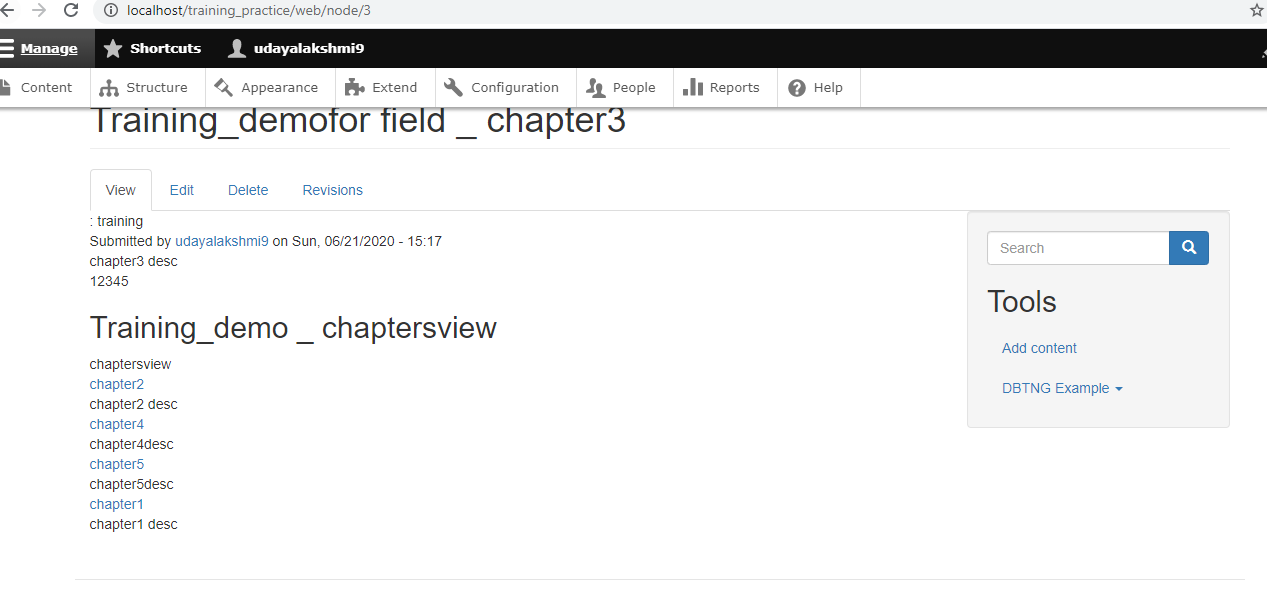 localhost/training_practice/web/node/3
Manage Shortcuts udayalakshmi9
Content Structure Appearance Extend Configuration People Reports Help
Training_demofor field _ chapter3
View Edit Delete Revisions
: training
Submitted by udayalakshmi9 on Sun, 06/21/2020 - 15:17
chapter3 desc
12345
Training_demo _ chaptersview
chaptersview
chapter2
chapter2 desc
chapter4
chapter4desc
chapter5
chapter5desc
chapter1
chapter1 desc
Search
Tools
Add content
DBTNG Example